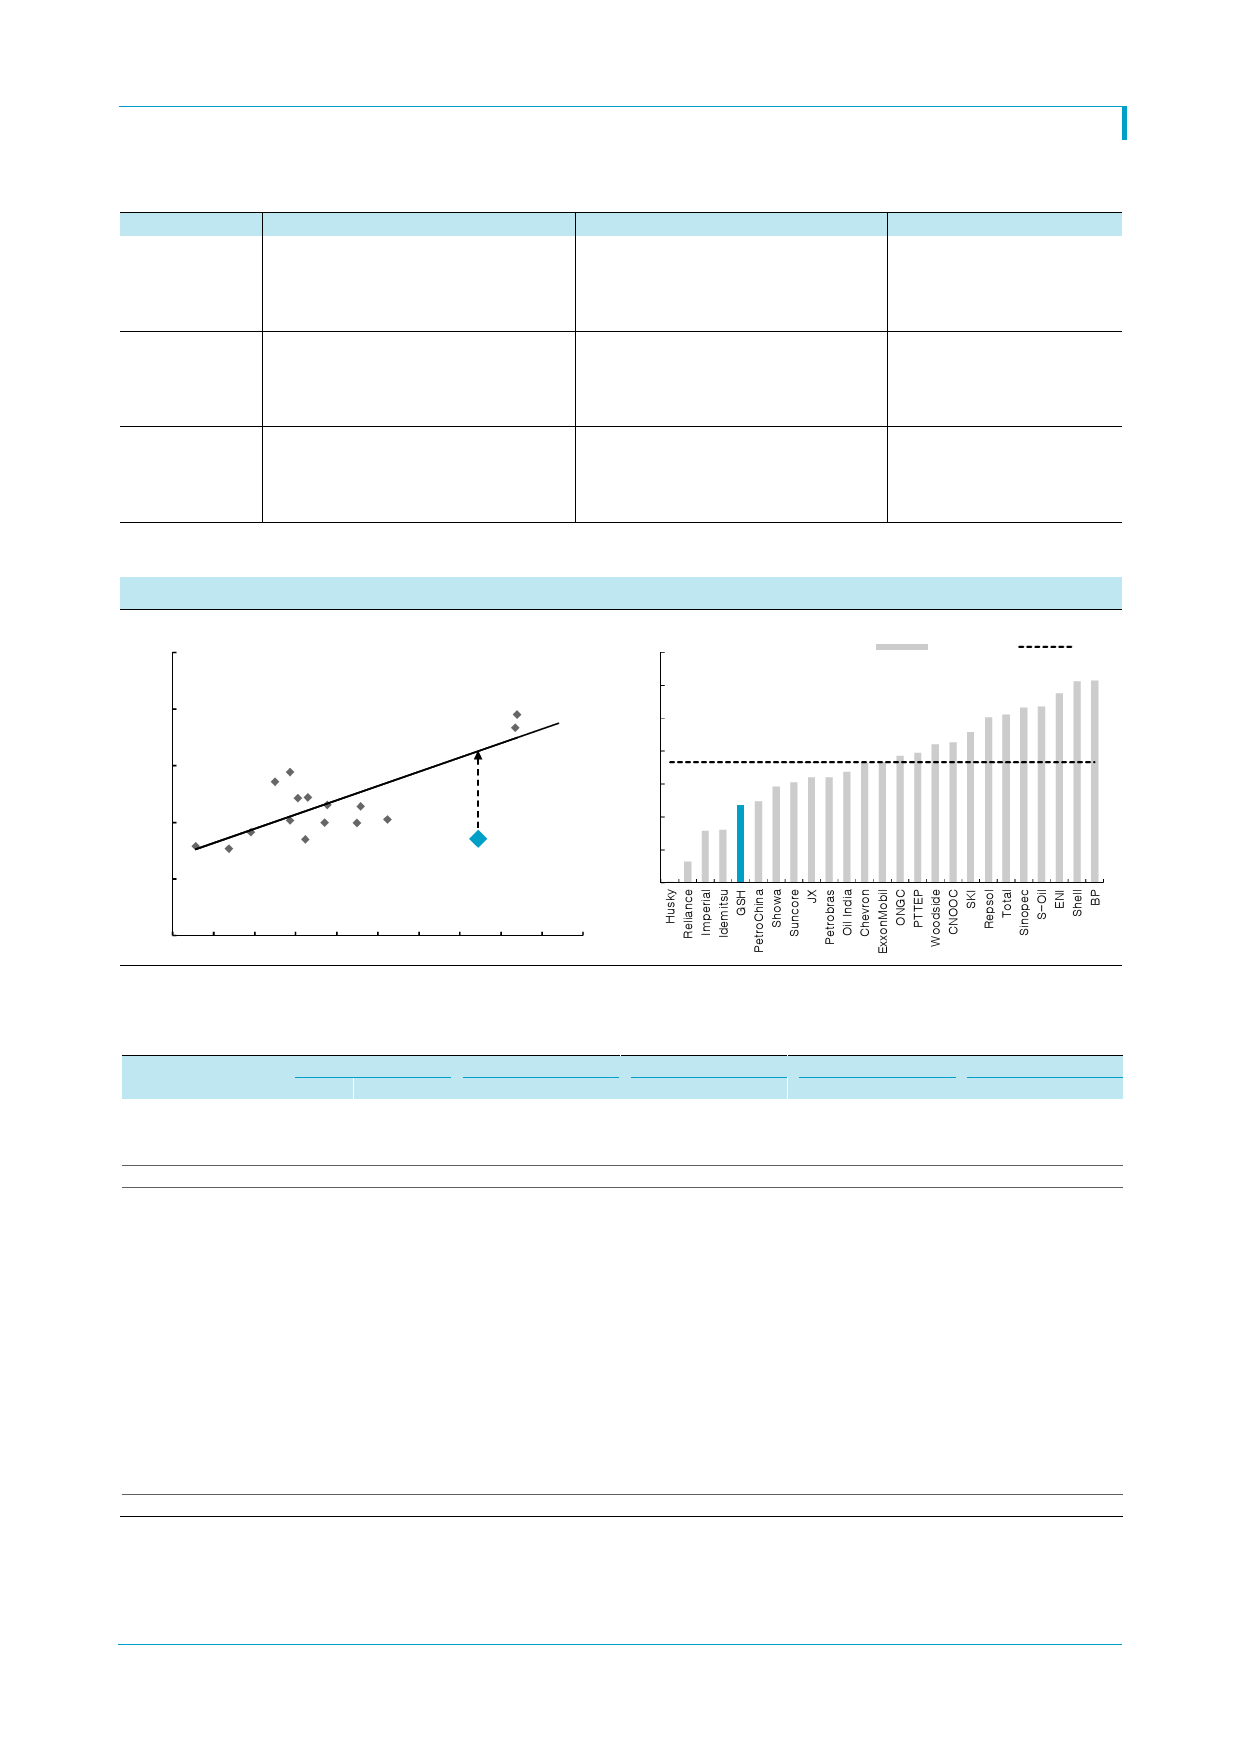 Husky
Reliance
Imperial
Idemitsu
GSH
PetroChina
Showa
Suncore
JX
Petrobras
Oil India
Chevron
ExxonMobil
ONGC
PTTEP
Woodside
CNOOC
SKI
Repsol
Total
Sinopec
S-Oil
ENI
Shell
BP